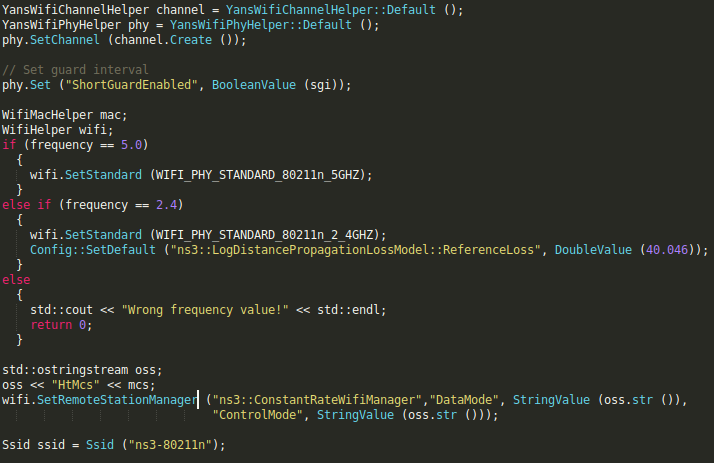 YansWifiChannelHelper channel = YansWifiChannelHelper::Default ();
YansWifiPhyHelper phy = YansWifiPhyHelper::Default ();
phy.SetChannel (channel.Create ());
// Set guard interval
phy.Set ("ShortGuardEnabled", BooleanValue (sgi));
WifiMacHelper mac;
WifiHelper wifi;
if (frequency == 5.0)
  {
    wifi.SetStandard (WIFI_PHY_STANDARD_80211n_5GHZ);
  }
else if (frequency == 2.4)
  {
    wifi.SetStandard (WIFI_PHY_STANDARD_80211n_2_4GHZ);
    Config::SetDefault ("ns3::LogDistancePropagationLossModel::ReferenceLoss", DoubleValue (40.046));
  }
else
  {
    std::cout << "Wrong frequency value!" << std::endl;
    return 0;
  }
std::ostringstream oss;
oss << "HtMcs" << mcs;
wifi.SetRemoteStationManager ("ns3::ConstantRateWifiManager","DataMode", StringValue (oss.str ()),
                              "ControlMode", StringValue (oss.str ()));
Ssid ssid = Ssid ("ns3-80211n");